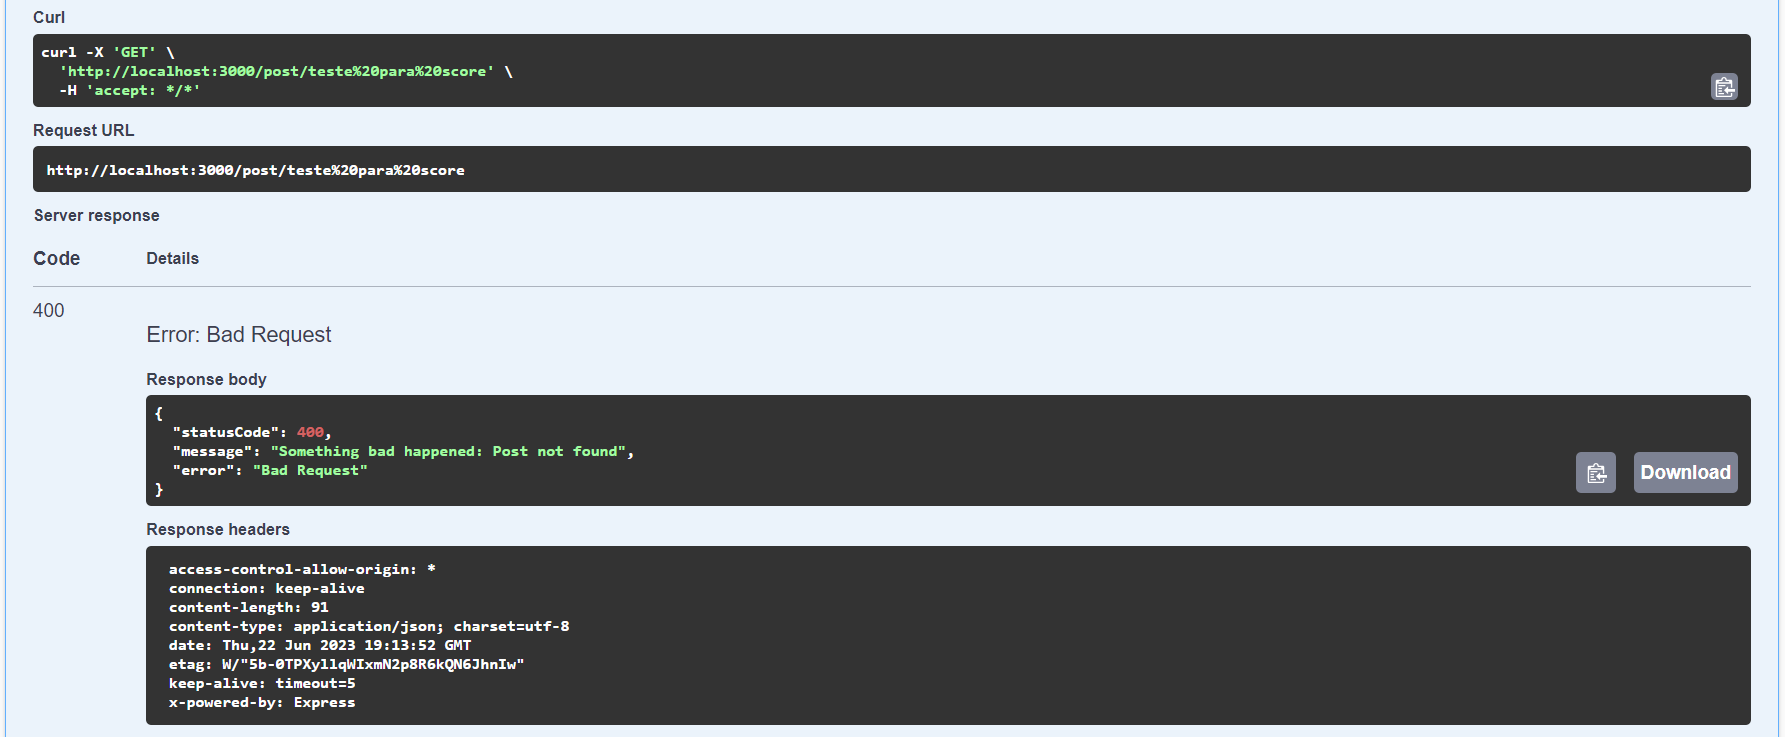 Curl
curl -X 'GET' \
  'http://localhost:3000/post/teste%20para%20score' \
  -H 'accept: */*'
Request URL
http://localhost:3000/post/teste%20para%20score
Server response
Code Details
400
Error: Bad Request
Response body
{
  "statusCode": 400,
  "message": "Something bad happened: Post not found",
  "error": "Bad Request"
}
Download
Response headers
access-control-allow-origin: *
connection: keep-alive
content-length: 91
content-type: application/json; charset=utf-8
date: Thu,22 Jun 2023 19:13:52 GMT
etag: W/"5b-0TPXyllqWIxmN2p8R6kQN6JhnIw"
keep-alive: timeout=5
x-powered-by: Express